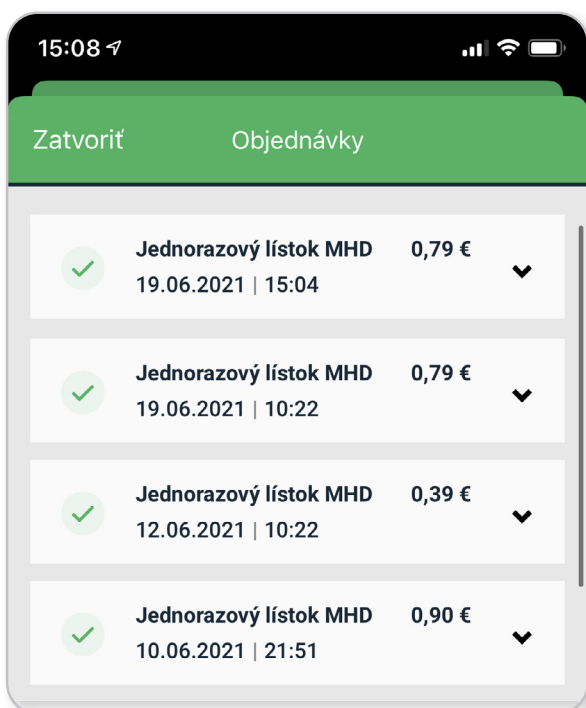 15:08
Zatvoriť
Objednávky
Jednorazový lístok MHD 0,79 €
19.06.2021 | 15:04
Jednorazový lístok MHD 0,79 €
19.06.2021 | 10:22
Jednorazový lístok MHD 0,39 €
12.06.2021 | 10:22
Jednorazový lístok MHD 0,90 €
10.06.2021 | 21:51